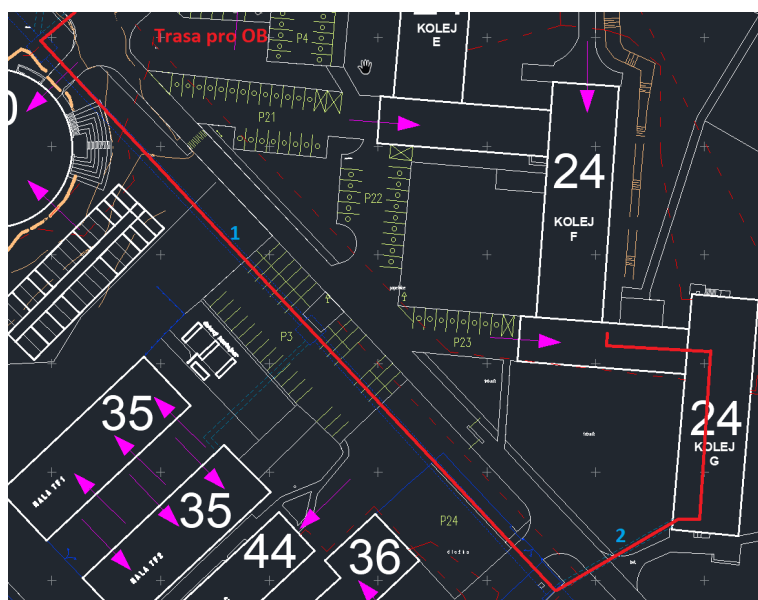 Trasa pro OB
P4
KOLEJ
E
P21
0
24
KOLEJ
F
P22
1
P3
P23
35
24
KOLEJ
G
HALA TF1
35
HALA TF2
44
36
P24
2